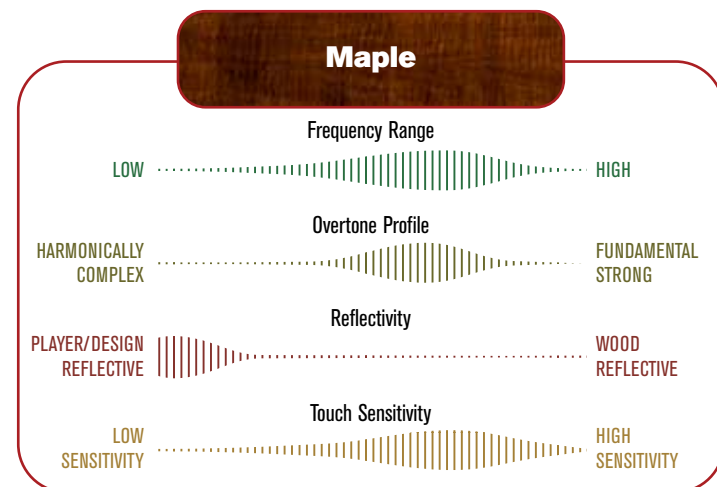 Maple
Frequency Range
LOW
HIGH
Overtone Profile
HARMONICALLY
COMPLEX
FUNDAMENTAL
STRONG
Reflectivity
PLAYER/DESIGN
REFLECTIVE
WOOD
REFLECTIVE
Touch Sensitivity
LOW
SENSITIVITY
HIGH
SENSITIVITY